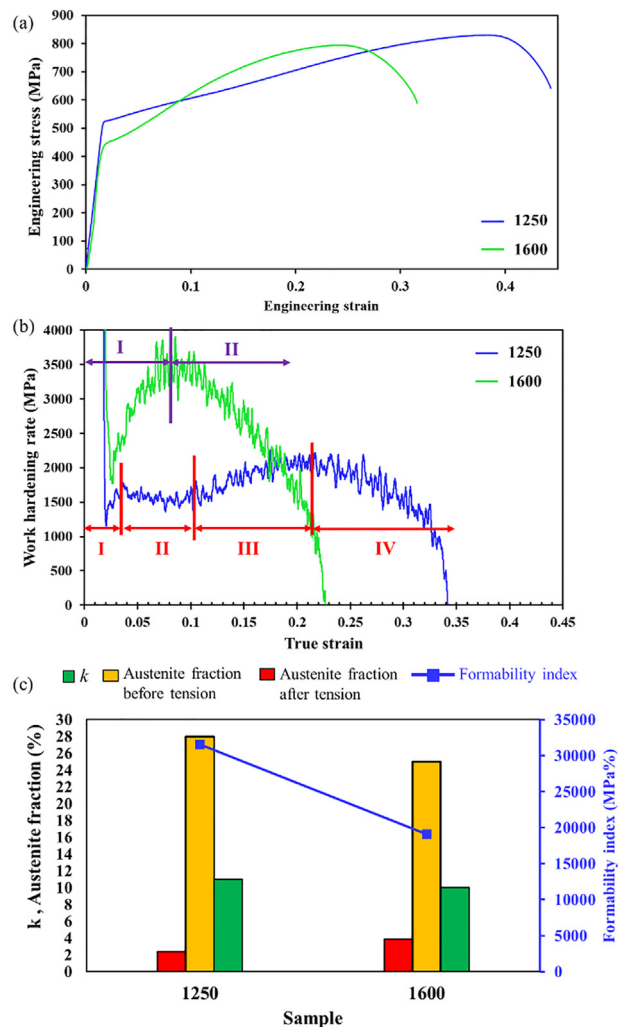 (a)
900
800
700
600
500
400
300
200
100
0
Engineering stress (MPa)
1250
1600
0 0.1 0.2 0.3 0.4
Engineering strain
(b)
4000
3500
3000
2500
2000
1500
1000
500
0
Work hardening rate (MPa)
I II
1250
1600
I II III IV
0 0.05 0.1 0.15 0.2 0.25 0.3 0.35 0.4 0.45
True strain
k
Austenite fraction
before tension
Austenite fraction
after tension
Formability index
(c)
30
28
26
24
22
20
18
16
14
12
10
8
6
4
2
0
k , Austenite fraction (%)
35000
30000
25000
20000
15000
10000
5000
0
Formability index (MPa%)
1250 1600
Sample